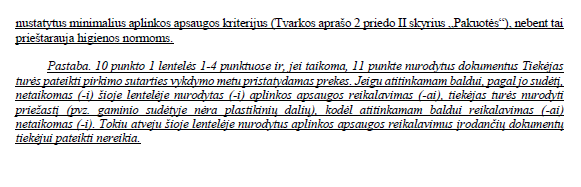 nustatytus minimalius aplinkos apsaugos kriterijus (Tvarkos aprašo 2 priedo II skyrius „Pakuotės“). nebent tai
prieštarauja higienos normoms.
Pastaba. 10 punkto 1 lentelės 1-4 punktuose ir, jei taikoma, 11 punkte nurodytus dokumentus Tiekėjas
turės pateikti pirkimo sutarties vykdymo metu pristatydamas prekes. Jeigu atitinkamam baldui, pagal jo sudėtį,
netaikomas (-i) šioje lentelėje nurodytas (-i) aplinkos apsaugos reikalavimas (-ai), tiekėjas turės nurodyti
priežastį (pvz. gaminio sudėtyje nėra plastikinių dalių), kodėl atitinkamam baldui reikalavimas (-ai)
netaikomas (-i). Tokiu atveju šioje lentelėje nurodytus aplinkos apsaugos reikalavimus įrodančių dokumentų
tiekėjui pateikti nereikia.